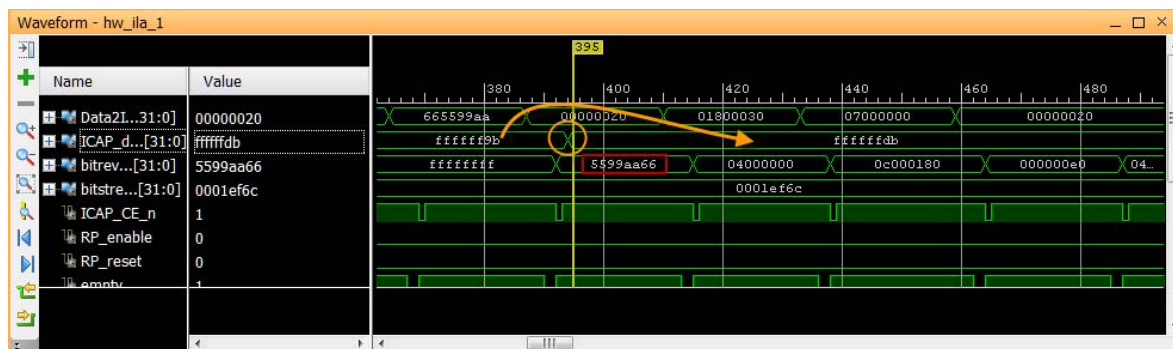 Waveform - hw_ila_1
395
Name Value
380 400 420 440 460 480
Data2I...31:0] 00000020 665599aa 00000020 01800030 07000000 00000020
ICAP_d...[31:0] ffffffdb ffffff9b ffffffdb
bitrev...[31:0] 5599aa66 ffffffff 5599aa66 04000000 0c000180 000000e0 04...
bitstre...[31:0] 0001ef6c 0001ef6c
ICAP_CE_n 1
RP_enable 0
RP_reset 0
empty 1